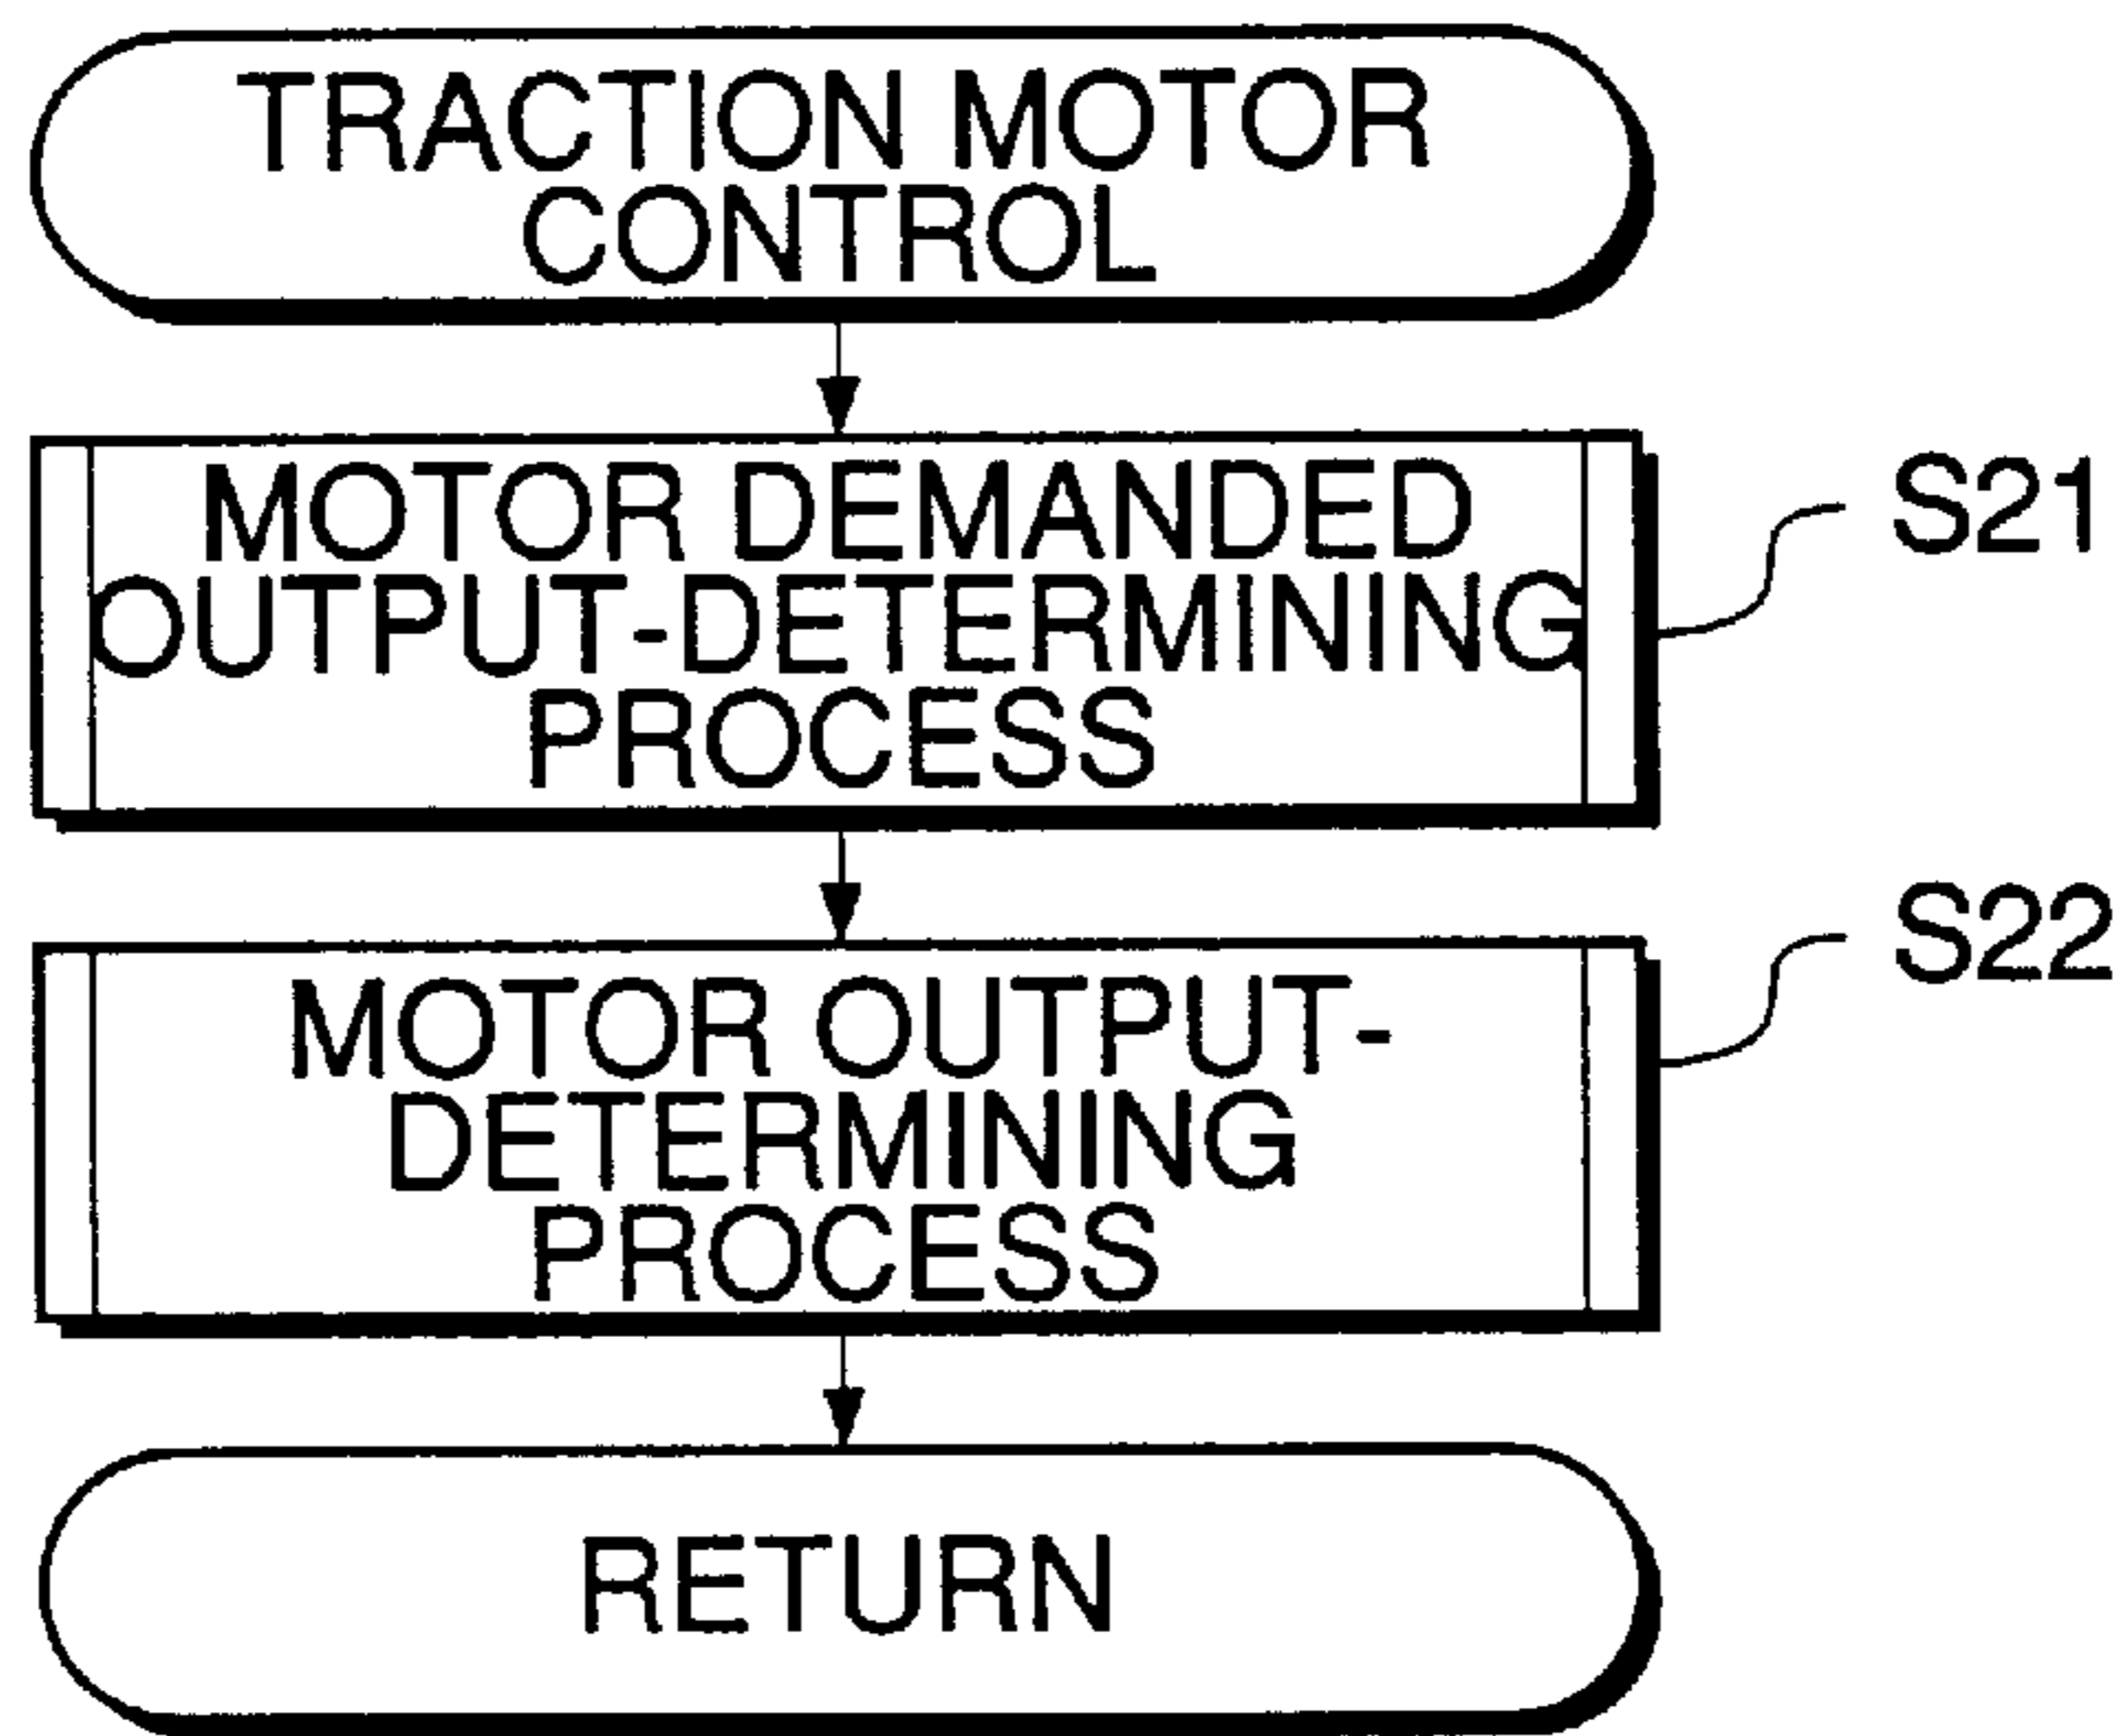 TRACTION MOTOR
CONTROL
MOTOR DEMANDED
OUTPUT-DETERMINING
PROCESS
S21
MOTOR OUTPUT-
DETERMINING
PROCESS
S22
RETURN